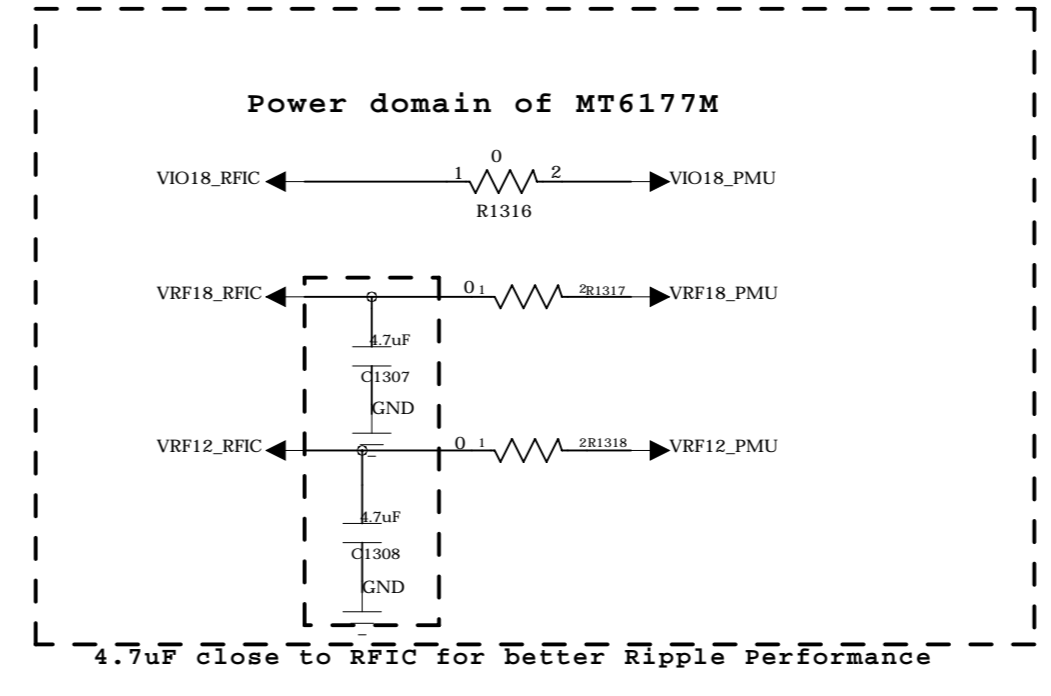 Power domain of MT6177M
0
VIO18_RFIC 1 2 VIO18_PMU
R1316
VRF18_RFIC 0 1 2 R1317 VRF18_PMU
4.7uF
C1307
GND
VRF12_RFIC 0 1 2 R1318 VRF12_PMU
4.7uF
C1308
GND
4.7uF close to RFIC for better Ripple Performance